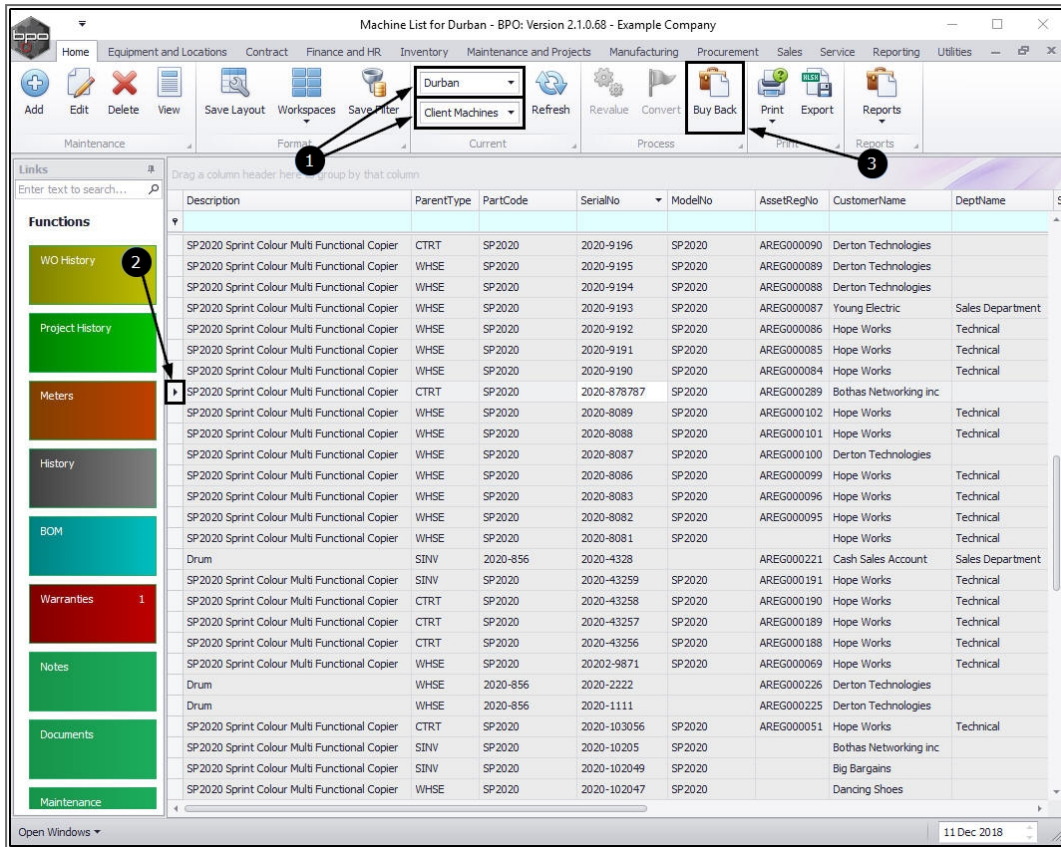 bpo
Machine List for Durban - BPO: Version 2.1.0.68 - Example Company
Home Equipment and Locations Contract Finance and HR Inventory Maintenance and Projects Manufacturing Procurement Sales Service Reporting Utilities
Add Edit Delete View Save Layout Workspaces Save Filter Durban Client Machines Refresh Revalue Convert Buy Back Print Export Reports
Maintenance Format Current Process Print Reports
1
3
Links
Enter text to search...
Drag a column header here to group by that column
Functions
Description ParentType PartCode SerialNo ModelNo AssetRegNo CustomerName DeptName S
SP2020 Sprint Colour Multi Functional Copier CTRT SP2020 2020-9196 SP2020 AREG000090 Derton Technologies
WO History
2
SP2020 Sprint Colour Multi Functional Copier WHSE SP2020 2020-9195 SP2020 AREG000089 Derton Technologies
SP2020 Sprint Colour Multi Functional Copier WHSE SP2020 2020-9194 SP2020 AREG000088 Derton Technologies
SP2020 Sprint Colour Multi Functional Copier WHSE SP2020 2020-9193 SP2020 AREG000087 Young Electric Sales Department
Project History
SP2020 Sprint Colour Multi Functional Copier WHSE SP2020 2020-9192 SP2020 AREG000086 Hope Works Technical
SP2020 Sprint Colour Multi Functional Copier WHSE SP2020 2020-9191 SP2020 AREG000085 Hope Works Technical
SP2020 Sprint Colour Multi Functional Copier WHSE SP2020 2020-9190 SP2020 AREG000084 Hope Works Technical
Meters
SP2020 Sprint Colour Multi Functional Copier CTRT SP2020 2020-878787 SP2020 AREG000289 Bothas Networking inc
SP2020 Sprint Colour Multi Functional Copier WHSE SP2020 2020-8089 SP2020 AREG000102 Hope Works Technical
SP2020 Sprint Colour Multi Functional Copier WHSE SP2020 2020-8088 SP2020 AREG000101 Hope Works Technical
SP2020 Sprint Colour Multi Functional Copier WHSE SP2020 2020-8087 SP2020 AREG000100 Derton Technologies
History
SP2020 Sprint Colour Multi Functional Copier WHSE SP2020 2020-8086 SP2020 AREG000099 Hope Works Technical
SP2020 Sprint Colour Multi Functional Copier WHSE SP2020 2020-8083 SP2020 AREG000096 Hope Works Technical
SP2020 Sprint Colour Multi Functional Copier WHSE SP2020 2020-8082 SP2020 AREG000095 Hope Works Technical
BOM
SP2020 Sprint Colour Multi Functional Copier WHSE SP2020 2020-8081 SP2020 Hope Works Technical
Drum SINV 2020-856 2020-4328 AREG000221 Cash Sales Account Sales Department
SP2020 Sprint Colour Multi Functional Copier SINV SP2020 2020-43259 SP2020 AREG000191 Hope Works Technical
Warranties 1
SP2020 Sprint Colour Multi Functional Copier CTRT SP2020 2020-43258 SP2020 AREG000190 Hope Works Technical
SP2020 Sprint Colour Multi Functional Copier CTRT SP2020 2020-43257 SP2020 AREG000189 Hope Works Technical
SP2020 Sprint Colour Multi Functional Copier CTRT SP2020 2020-43256 SP2020 AREG000188 Hope Works Technical
Notes
SP2020 Sprint Colour Multi Functional Copier WHSE SP2020 20202-9871 SP2020 AREG000069 Hope Works Technical
Drum WHSE 2020-856 2020-2222 AREG000226 Derton Technologies
Drum WHSE 2020-856 2020-1111 AREG000225 Derton Technologies
Documents
SP2020 Sprint Colour Multi Functional Copier CTRT SP2020 2020-103056 SP2020 AREG000051 Hope Works Technical
SP2020 Sprint Colour Multi Functional Copier SINV SP2020 2020-10205 SP2020 Bothas Networking inc
SP2020 Sprint Colour Multi Functional Copier SINV SP2020 2020-102049 SP2020 Big Bargains
SP2020 Sprint Colour Multi Functional Copier WHSE SP2020 2020-102047 SP2020 Dancing Shoes
Maintenance
Open Windows
11 Dec 2018